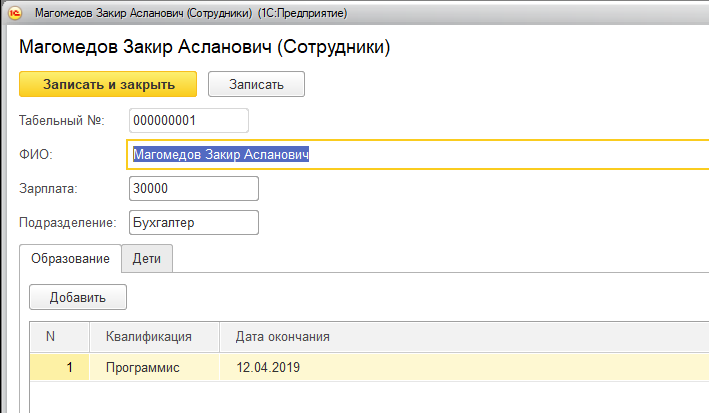 Магомедов Закир Асланович (Сотрудники) (1С:Предприятие)
Магомедов Закир Асланович (Сотрудники)
Записать и закрыть Записать
Табельный №: 000000001
ФИО: Магомедов Закир Асланович
Зарплата: 30000
Подразделение: Бухгалтер
Образование Дети
Добавить
N Квалификация Дата окончания
1 Программис 12.04.2019